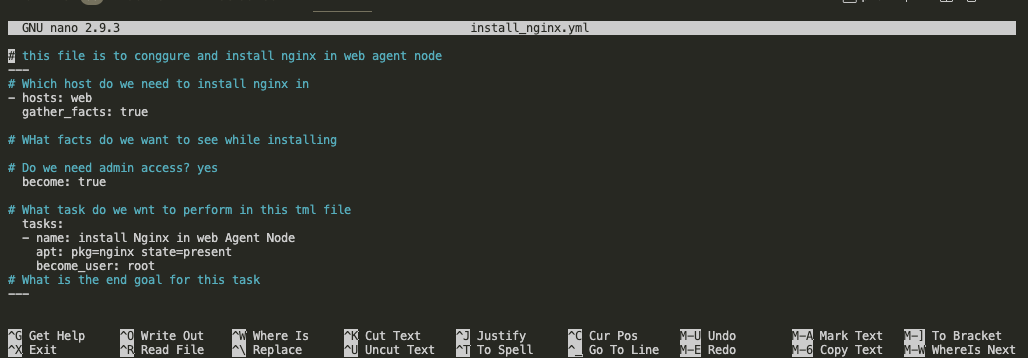 GNU nano 2.9.3 install_nginx.yml
# this file is to conggure and install nginx in web agent node
---
# Which host do we need to install nginx in
- hosts: web
gather_facts: true
# WHat facts do we want to see while installing
# Do we need admin access? yes
become: true
# What task do we wnt to perform in this tml file
tasks:
- name: install Nginx in web Agent Node
apt: pkg=nginx state=present
become_user: root
# What is the end goal for this task
---
^G Get Help ^O Write Out ^W Where Is ^K Cut Text ^J Justify ^C Cur Pos M-U Undo M-A Mark Text M-] To Bracket
^X Exit ^R Read File ^\ Replace ^U Uncut Text ^T To Spell ^_ Go To Line M-E Redo M-6 Copy Text M-W WhereIs Next